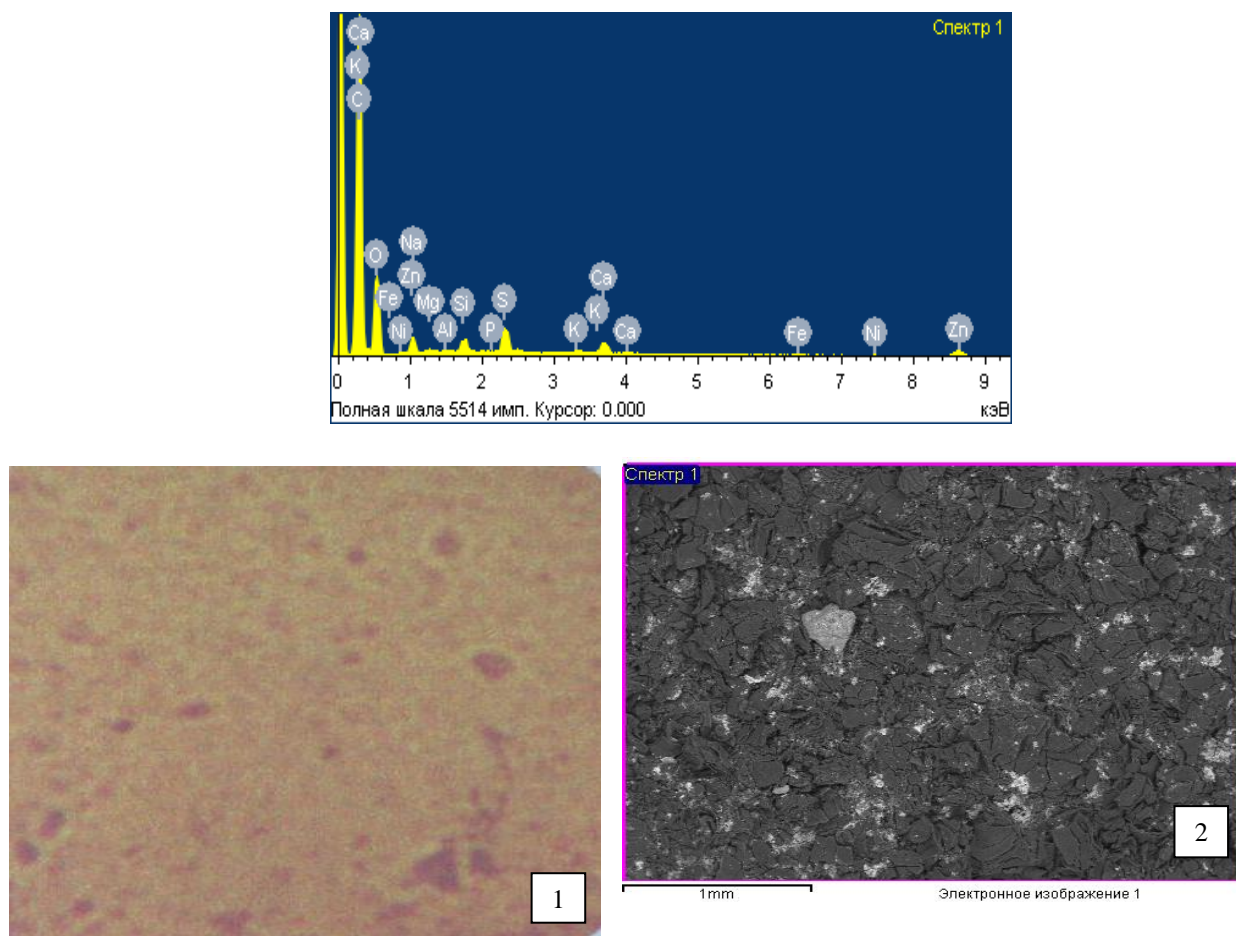 Спектр 1
Ca
K
C
O
Fe
Ni
Na
Zn
Mg
Al
Si
P
S
K
Ca
K
Ca
Fe
Ni
Zn
0 1 2 3 4 5 6 7 8 9
Полная шкала 5514 имп. Курсор: 0.000 кэВ
1
Спектр 1
2
1mm Электронное изображение 1